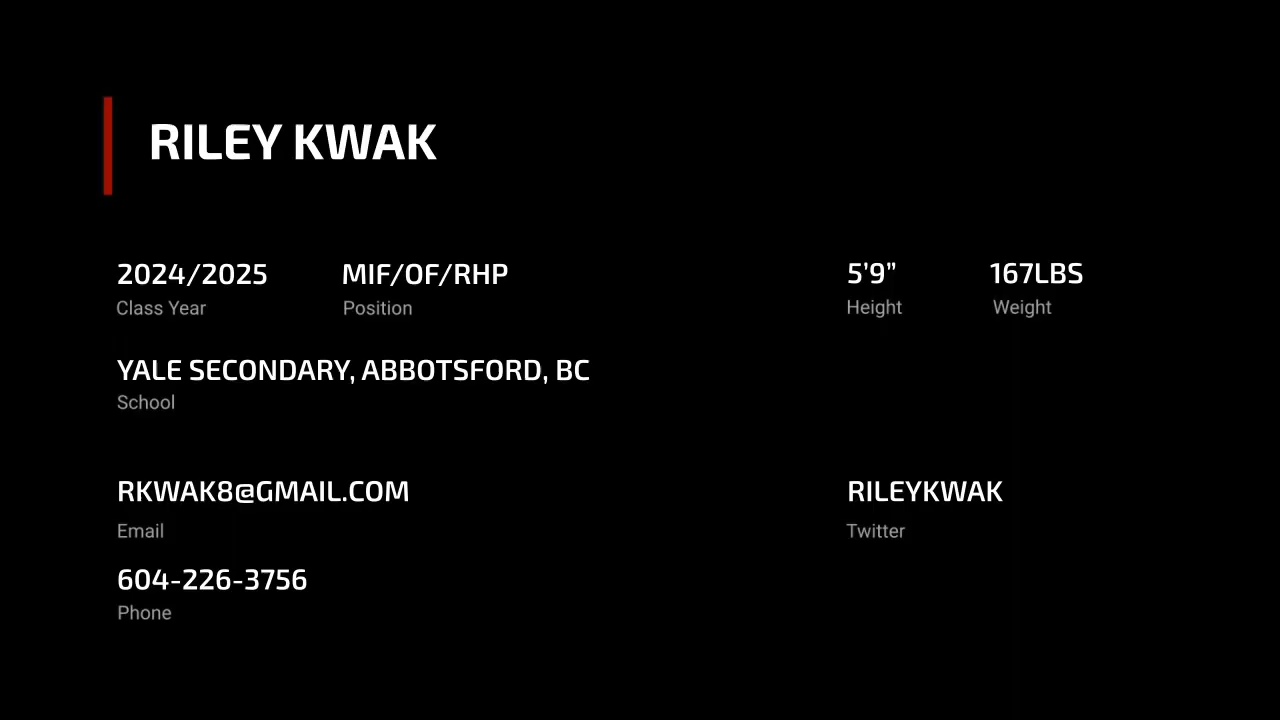 RILEY KWAK
2024/2025 MIF/OF/RHP 5'9" 167LBS
Class Year Position Height Weight
YALE SECONDARY, ABBOTSFORD, BC
School
RKWAK8@GMAIL.COM RILEYKWAK
Email Twitter
604-226-3756
Phone